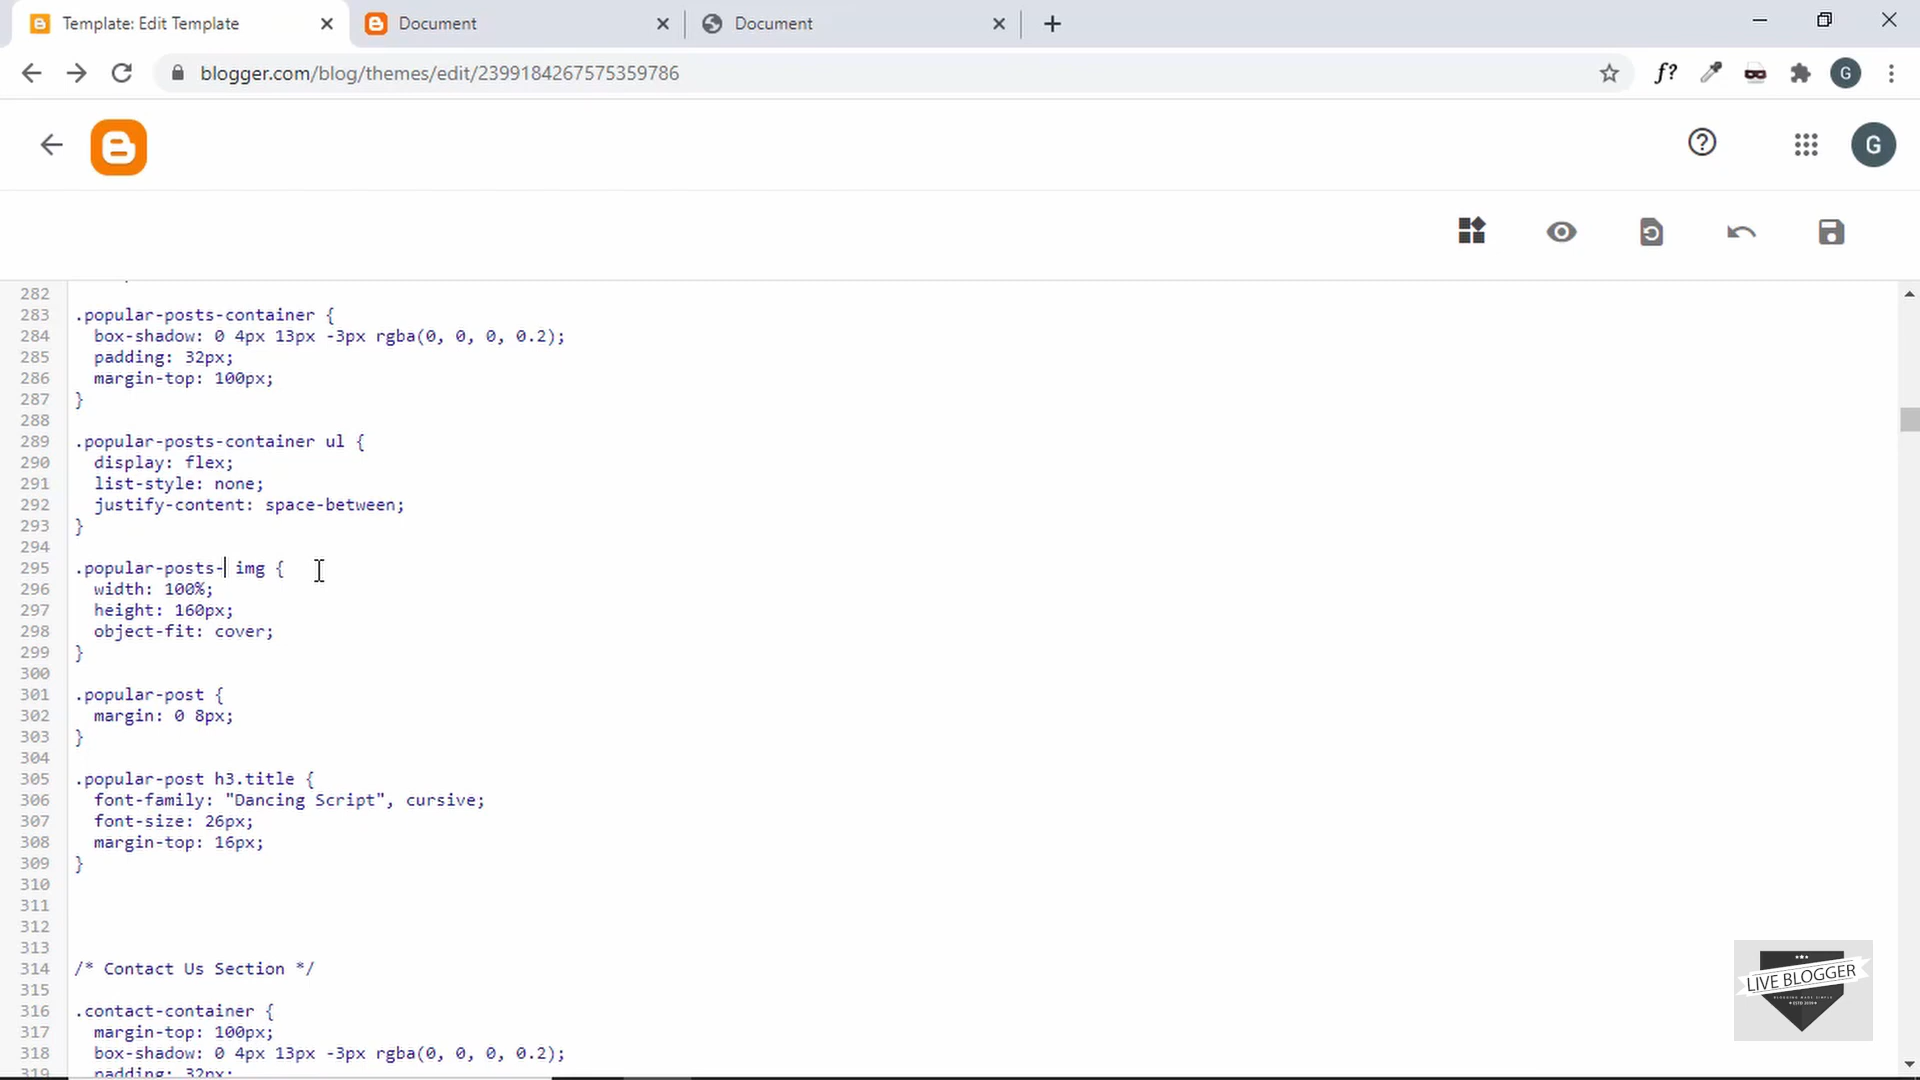 Template: Edit Template
Document
Document
blogger.com/blog/themes/edit/2399184267575359786
f?
G
G
282
283 .popular-posts-container {
284 box-shadow: 0 4px 13px -3px rgba(0, 0, 0, 0.2);
285 padding: 32px;
286 margin-top: 100px;
287 }
288
289 .popular-posts-container ul {
290 display: flex;
291 list-style: none;
292 justify-content: space-between;
293 }
294
295 .popular-posts- img {
296 width: 100%;
297 height: 160px;
298 object-fit: cover;
299 }
300
301 .popular-post {
302 margin: 0 8px;
303 }
304
305 .popular-post h3.title {
306 font-family: "Dancing Script", cursive;
307 font-size: 26px;
308 margin-top: 16px;
309 }
310
311
312
313
314 /* Contact Us Section */
315
316 .contact-container {
317 margin-top: 100px;
318 box-shadow: 0 4px 13px -3px rgba(0, 0, 0, 0.2);
319 padding: 32px;
LIVE BLOGGER